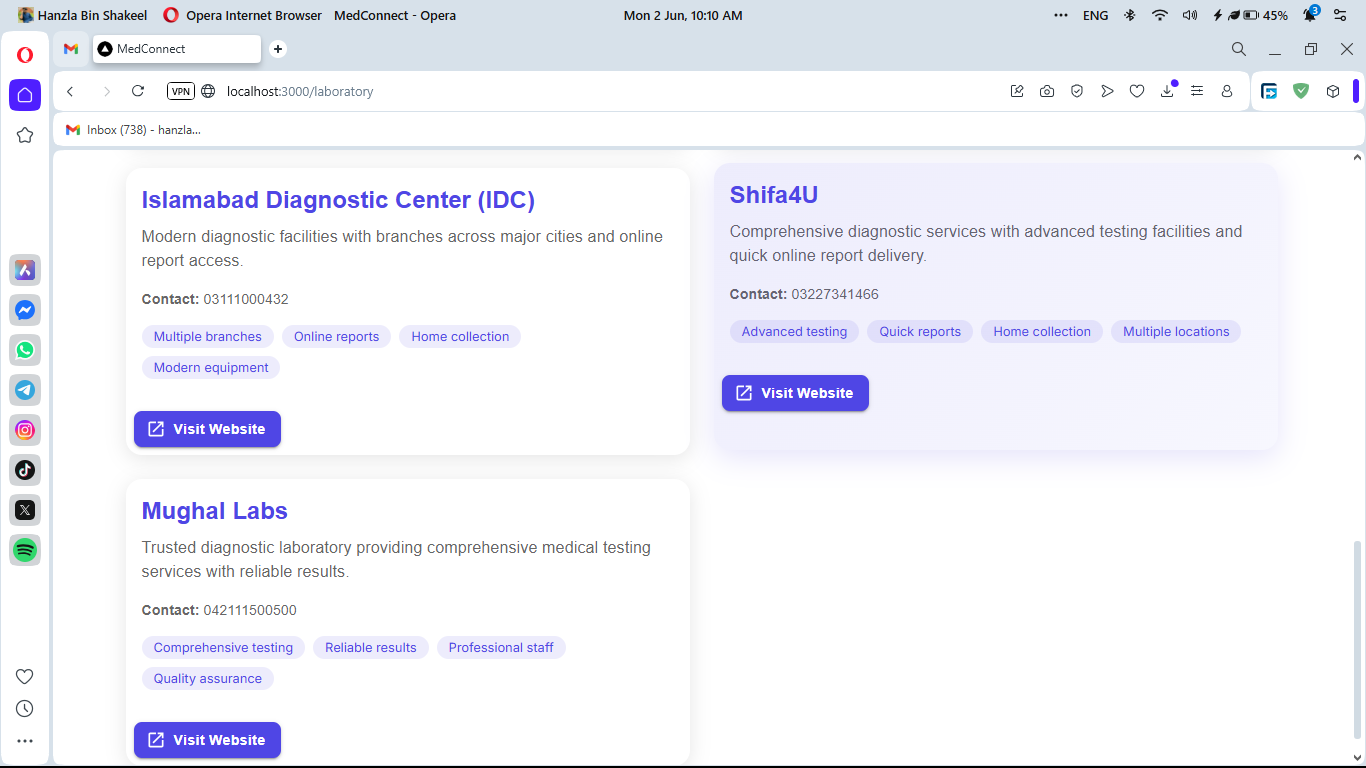 Hanzla Bin Shakeel
Opera Internet Browser
MedConnect - Opera
Mon 2 Jun, 10:10 AM
ENG
45%
3
MedConnect
VPN
localhost:3000/laboratory
Inbox (738) - hanzla...
Islamabad Diagnostic Center (IDC)
Modern diagnostic facilities with branches across major cities and online
report access.
Contact: 03111000432
Multiple branches
Online reports
Home collection
Modern equipment
Visit Website
Shifa4U
Comprehensive diagnostic services with advanced testing facilities and
quick online report delivery.
Contact: 03227341466
Advanced testing
Quick reports
Home collection
Multiple locations
Visit Website
Mughal Labs
Trusted diagnostic laboratory providing comprehensive medical testing
services with reliable results.
Contact: 042111500500
Comprehensive testing
Reliable results
Professional staff
Quality assurance
Visit Website